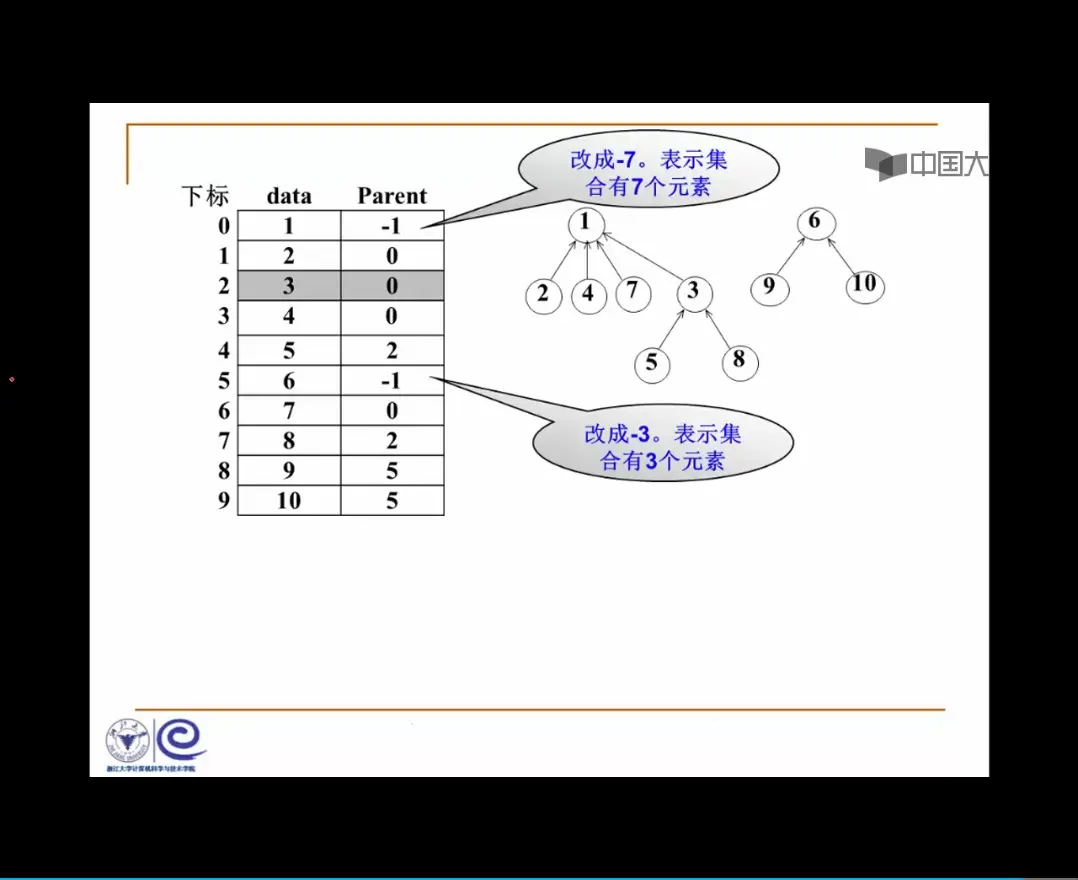 改成-7。表示集
合有7个元素
中国大
下标 data Parent
0 1 -1
1 2 0
2 3 0
3 4 0
4 5 2
5 6 -1
6 7 0
7 8 2
8 9 5
9 10 5
1
6
2 4 7 3
9 10
5 8
改成-3。表示集
合有3个元素
浙江大学计算机科学与技术学院